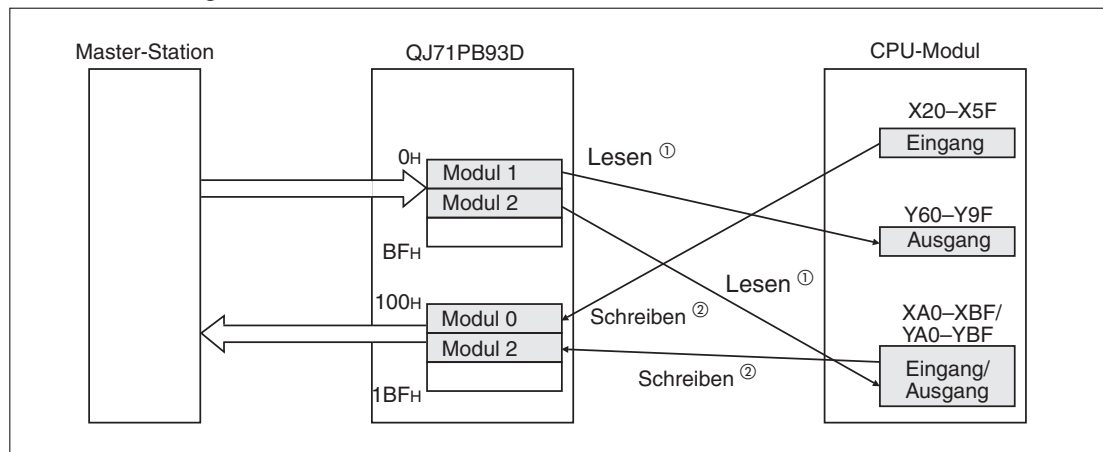 Master-Station
QJ71PB93D
CPU-Modul
X20–X5F
Eingang
0H
Modul 1
Modul 2
BFH
Lesen ①
Y60–Y9F
Ausgang
Lesen ①
100H
Modul 0
Modul 2
1BFH
Schreiben ②
Schreiben ②
XA0–XBF/
YA0–YBF
Eingang/
Ausgang